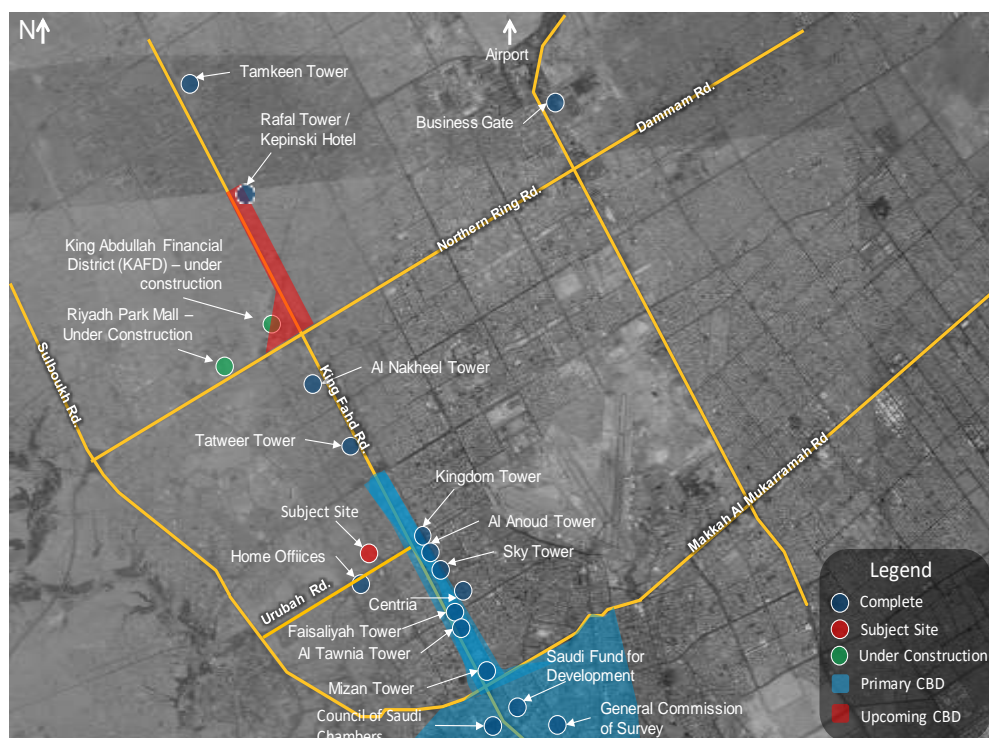 N
Airport
Tamkeen Tower
Business Gate
Dammam Rd.
Rafal Tower /
Kepinski Hotel
Northern Ring Rd.
King Abdullah Financial
District (KAFD) – under
construction
Riyadh Park Mall –
Under Construction
Sulboukh Rd.
King Fahd Rd.
Al Nakheel Tower
Tatweer Tower
Kingdom Tower
Makkah Al Mukarramah Rd
Subject Site
Al Anoud Tower
Home Offiices
Sky Tower
Urubah Rd.
Centria
Faisaliyah Tower
Al Tawnia Tower
Mizan Tower
Saudi Fund for
Development
Council of Saudi
Chambers
General Commission
of Survey
Legend
Complete
Subject Site
Under Construction
Primary CBD
Upcoming CBD